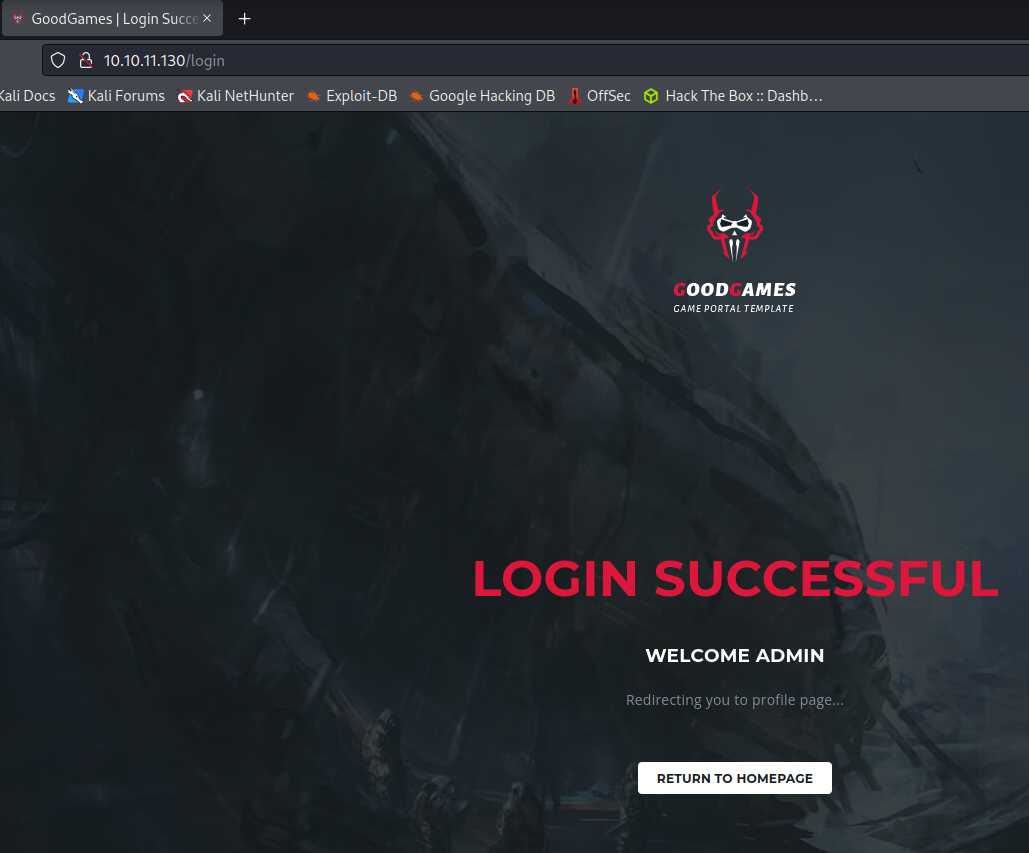 GoodGames | Login Succe
10.10.11.130/login
Kali Docs Kali Forums Kali NetHunter Exploit-DB Google Hacking DB OffSec Hack The Box :: Dashb…
GOODGAMES
GAME PORTAL TEMPLATE
LOGIN SUCCESSFUL
WELCOME ADMIN
Redirecting you to profile page...
RETURN TO HOMEPAGE